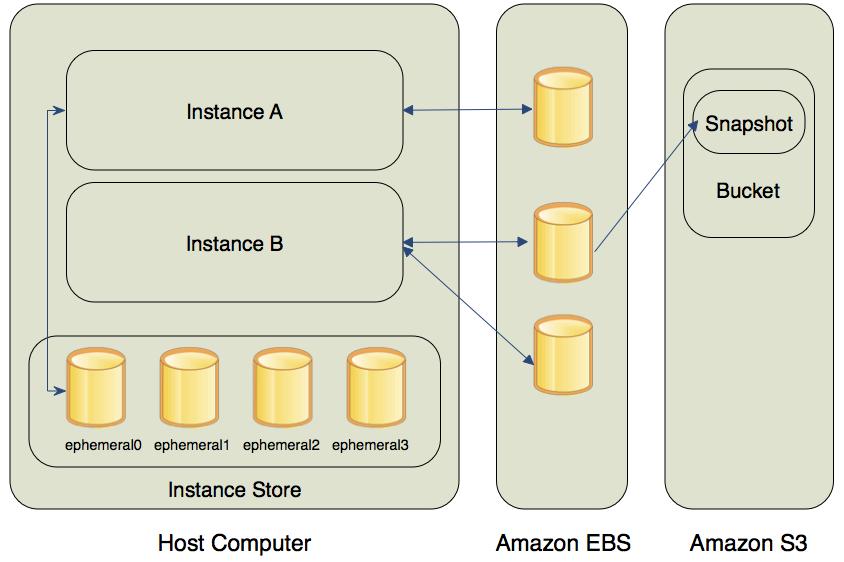 Instance A
Instance B
ephemeral0
ephemeral1
ephemeral2
ephemeral3
Instance Store
Host Computer
Amazon EBS
Snapshot
Bucket
Amazon S3